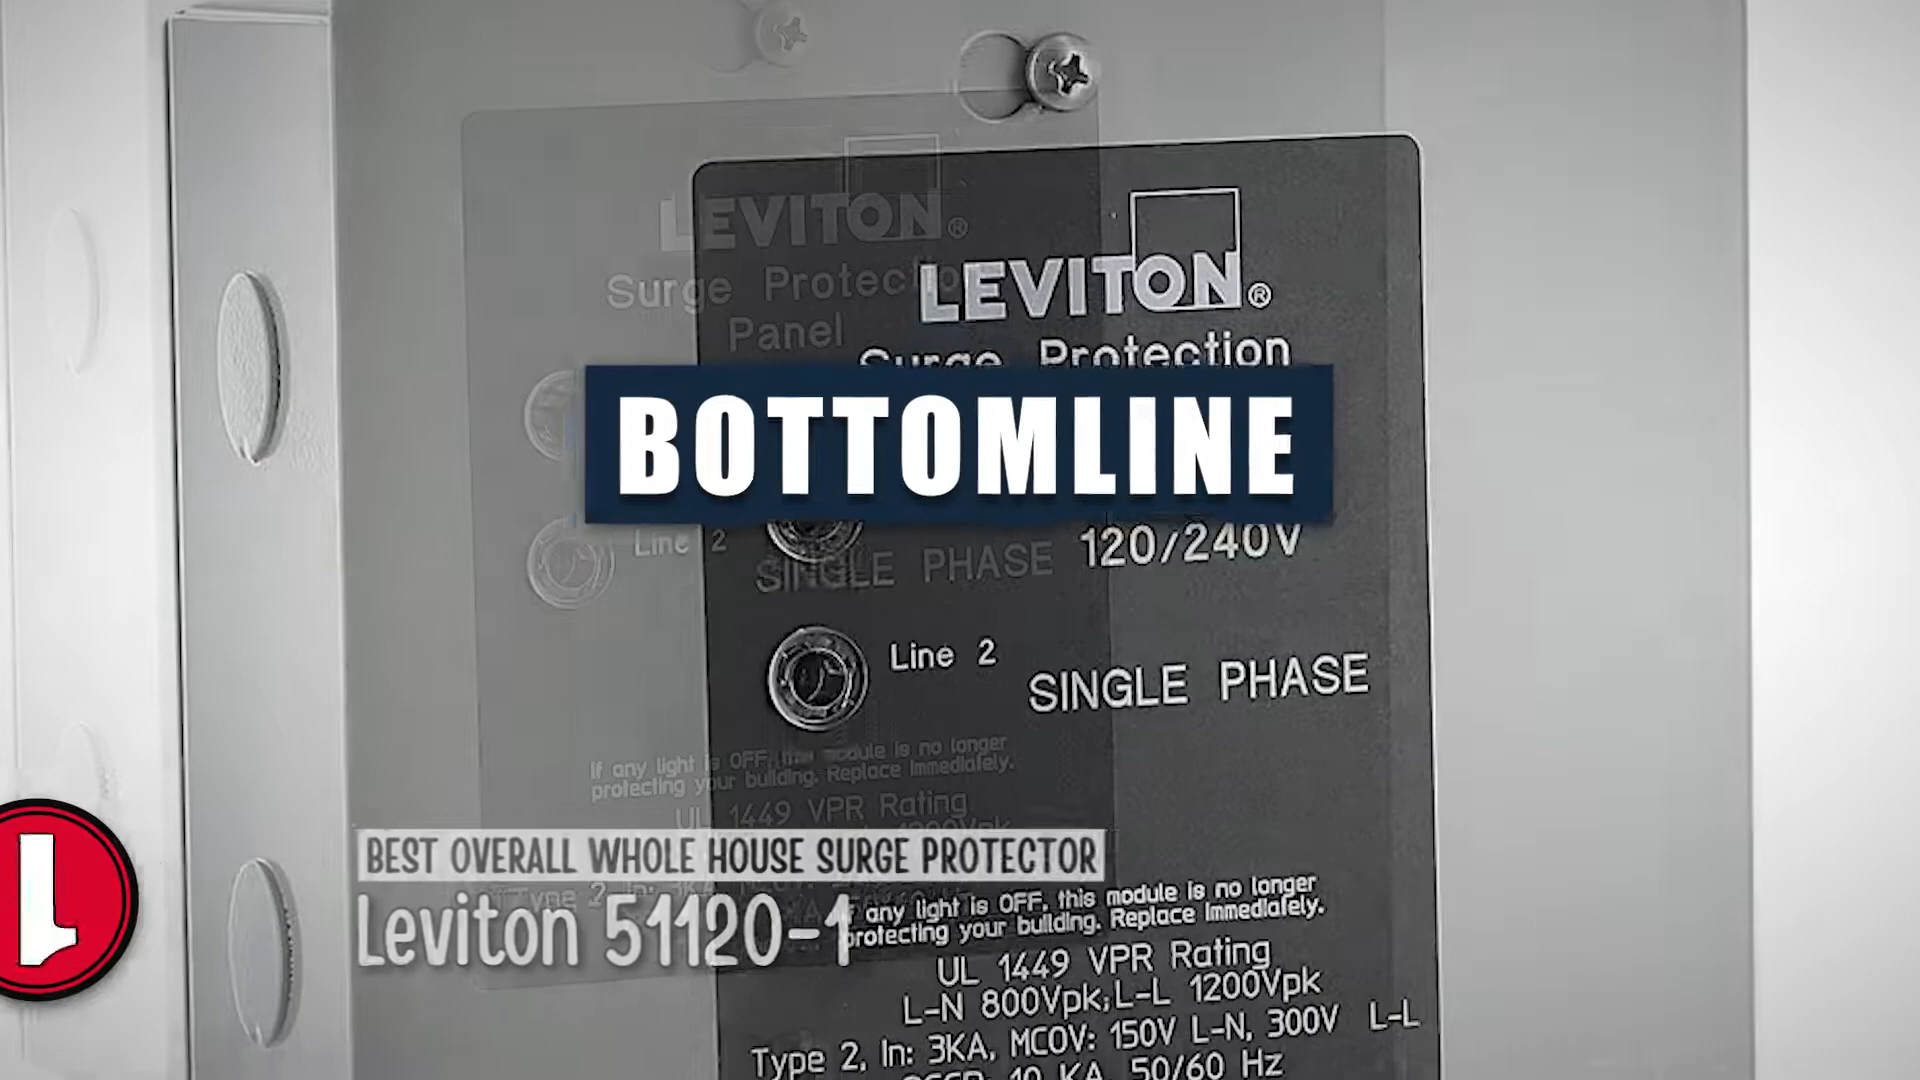 LEVITON®
Surge Protection
Panel
LEVITON®
Surge Protection
BOTTOMLINE
120/240V
Line 2
SINGLE PHASE
Line 2
SINGLE PHASE
If any light is OFF, this module is no longer
protecting your building. Replace Immediately.
UL 1449 VPR Rating
BEST OVERALL WHOLE HOUSE SURGE PROTECTOR
Leviton 51120-1
any light is OFF, this module is no longer
protecting your building. Replace Immediately.
UL 1449 VPR Rating
L-N 800Vpk,L-L 1200Vpk
Type 2, In: 3KA, MCOV: 150V L-N, 300V L-L
10 KA, 50/60 Hz